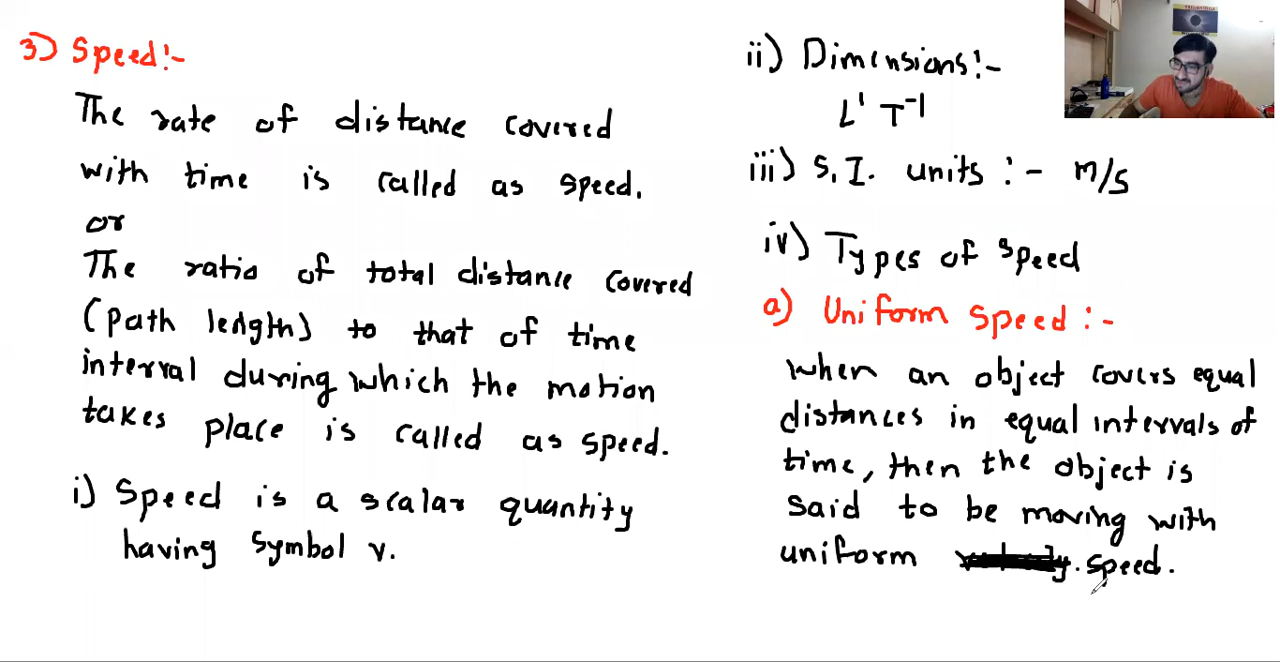 3) Speed:-
The rate of distance covered
with time is called as speed.
or
The ratio of total distance covered
(path length) to that of time
interval during which the motion
takes place is called as speed.
i) Speed is a scalar quantity
having symbol v.
ii) Dimensions:-
L¹ T⁻¹
iii) S.I. units :- m/s
iv) Types of speed
a) Uniform speed :-
When an object covers equal
distances in equal intervals of
time, then the object is
said to be moving with
uniform speed.